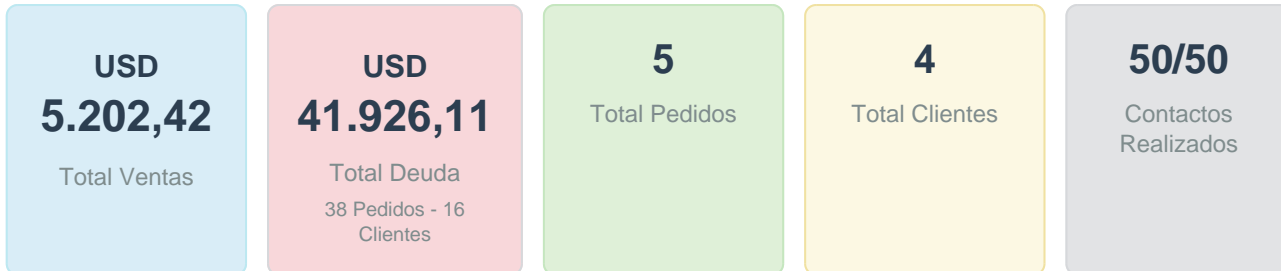 USD
5.202,42
Total Ventas
USD
41.926,11
Total Deuda
38 Pedidos - 16
Clientes
5
Total Pedidos
4
Total Clientes
50/50
Contactos
Realizados